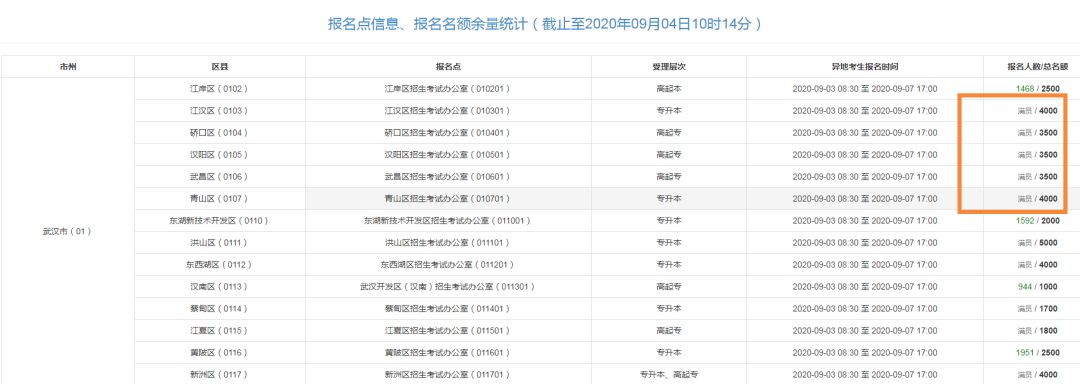 报名点信息、报名名额余量统计（截止至2020年09月04日10时14分）
市州 区县 报名点 受理层次 异地考生报名时间 报名人数/总名额
江岸区（0102） 江岸区招生考试办公室（010201） 高起本 2020-09-03 08:30 至 2020-09-07 17:00 1468 / 2500
江汉区（0103） 江汉区招生考试办公室（010301） 专升本 2020-09-03 08:30 至 2020-09-07 17:00 满员 / 4000
硚口区（0104） 硚口区招生考试办公室（010401） 高起专 2020-09-03 08:30 至 2020-09-07 17:00 满员 / 3500
汉阳区（0105） 汉阳区招生考试办公室（010501） 高起专 2020-09-03 08:30 至 2020-09-07 17:00 满员 / 3500
武昌区（0106） 武昌区招生考试办公室（010601） 高起专 2020-09-03 08:30 至 2020-09-07 17:00 满员 / 3500
青山区（0107） 青山区招生考试办公室（010701） 专升本 2020-09-03 08:30 至 2020-09-07 17:00 满员 / 4000
东湖新技术开发区（0110） 东湖新技术开发区招生考试办公室（011001） 专升本 2020-09-03 08:30 至 2020-09-07 17:00 1592 / 2000
武汉市（01）
洪山区（0111） 洪山区招生考试办公室（011101） 专升本 2020-09-03 08:30 至 2020-09-07 17:00 满员 / 5000
东西湖区（0112） 东西湖区招生考试办公室（011201） 专升本 2020-09-03 08:30 至 2020-09-07 17:00 满员 / 4000
汉南区（0113） 武汉开发区（汉南）招生考试办公室（011301） 高起专 2020-09-03 08:30 至 2020-09-07 17:00 944 / 1000
蔡甸区（0114） 蔡甸区招生考试办公室（011401） 专升本 2020-09-03 08:30 至 2020-09-07 17:00 满员 / 1700
江夏区（0115） 江夏区招生考试办公室（011501） 高起专 2020-09-03 08:30 至 2020-09-07 17:00 满员 / 1800
黄陂区（0116） 黄陂区招生考试办公室（011601） 专升本 2020-09-03 08:30 至 2020-09-07 17:00 1951 / 2500
新洲区（0117） 新洲区招生考试办公室（011701） 专升本、高起专 2020-09-03 08:30 至 2020-09-07 17:00 满员 / 4000